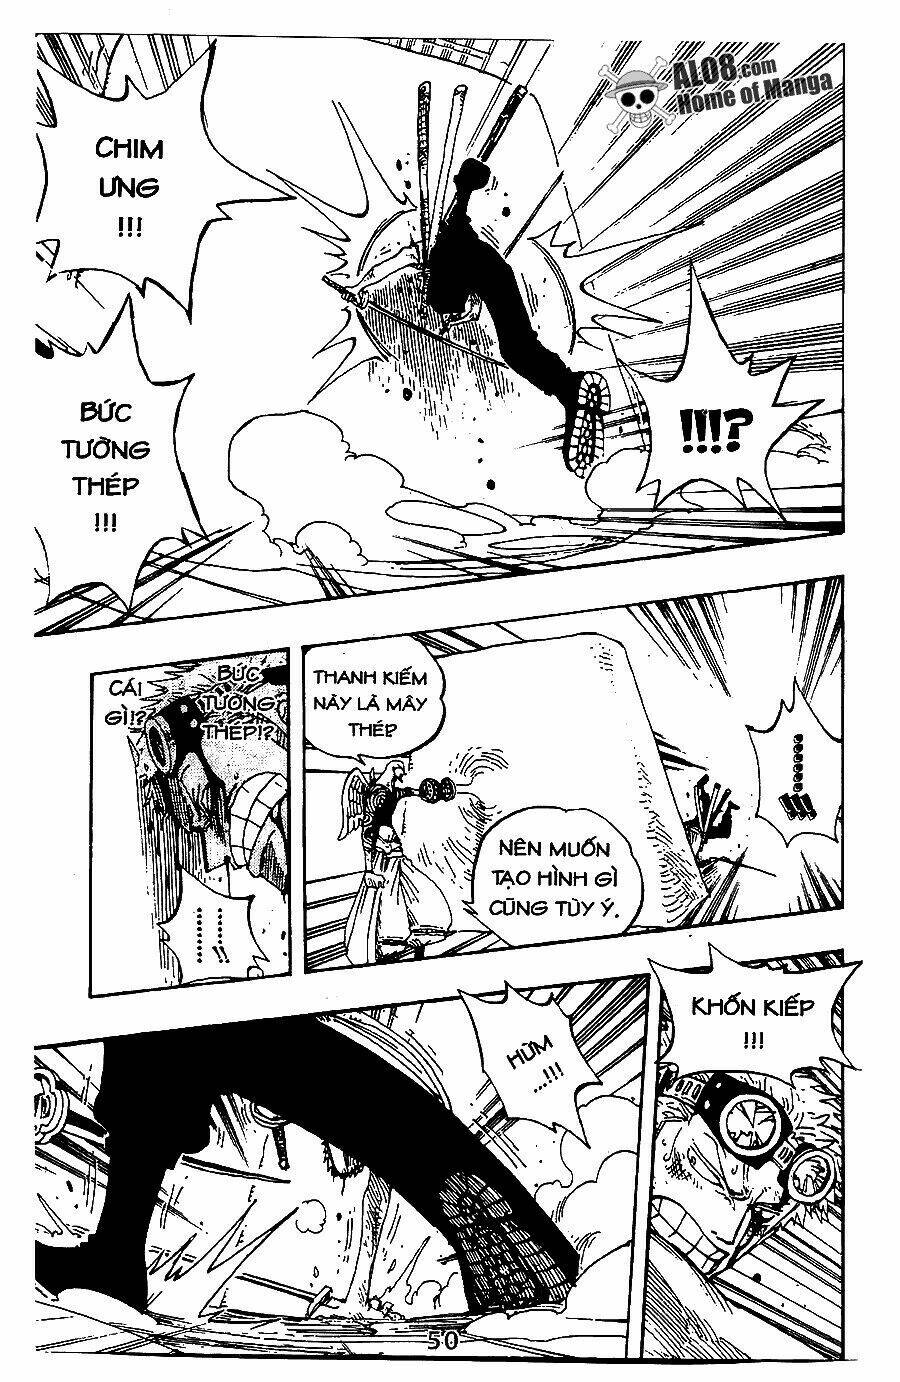 AL08.com
Home of Manga
CHIM
ƯNG
!!!
!!!?
BỨC
TƯỜNG
THÉP
!!!
CÁI
GÌ!?
BỨC
TƯỜNG
THÉP!?
......!!
THANH KIẾM
NÀY LÀ MÂY
THÉP
......!!!
NÊN MUỐN
TẠO HÌNH GÌ
CŨNG TÙY Ý.
HỪM
...!!!
KHỐN KIẾP
!!!
50